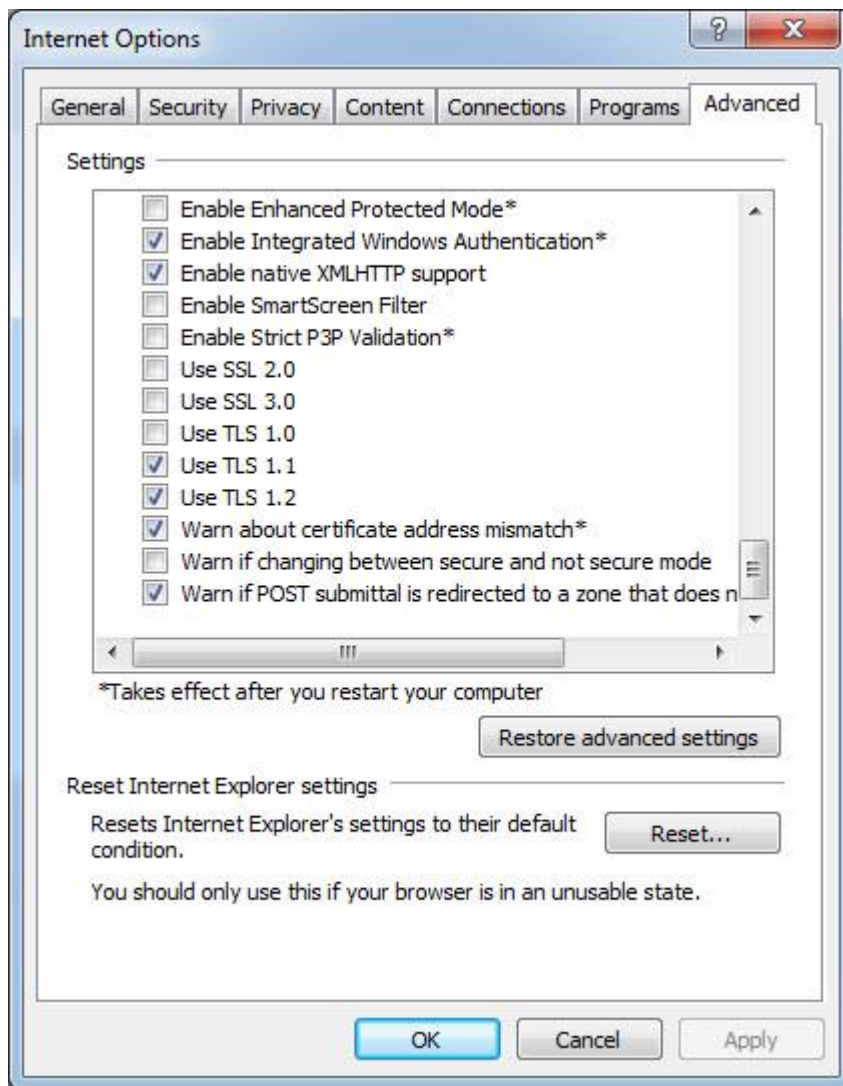 Internet Options
General Security Privacy Content Connections Programs Advanced
Settings
Enable Enhanced Protected Mode*
Enable Integrated Windows Authentication*
Enable native XMLHTTP support
Enable SmartScreen Filter
Enable Strict P3P Validation*
Use SSL 2.0
Use SSL 3.0
Use TLS 1.0
Use TLS 1.1
Use TLS 1.2
Warn about certificate address mismatch*
Warn if changing between secure and not secure mode
Warn if POST submittal is redirected to a zone that does n
*Takes effect after you restart your computer
Restore advanced settings
Reset Internet Explorer settings
Resets Internet Explorer's settings to their default
condition.
Reset...
You should only use this if your browser is in an unusable state.
OK Cancel Apply